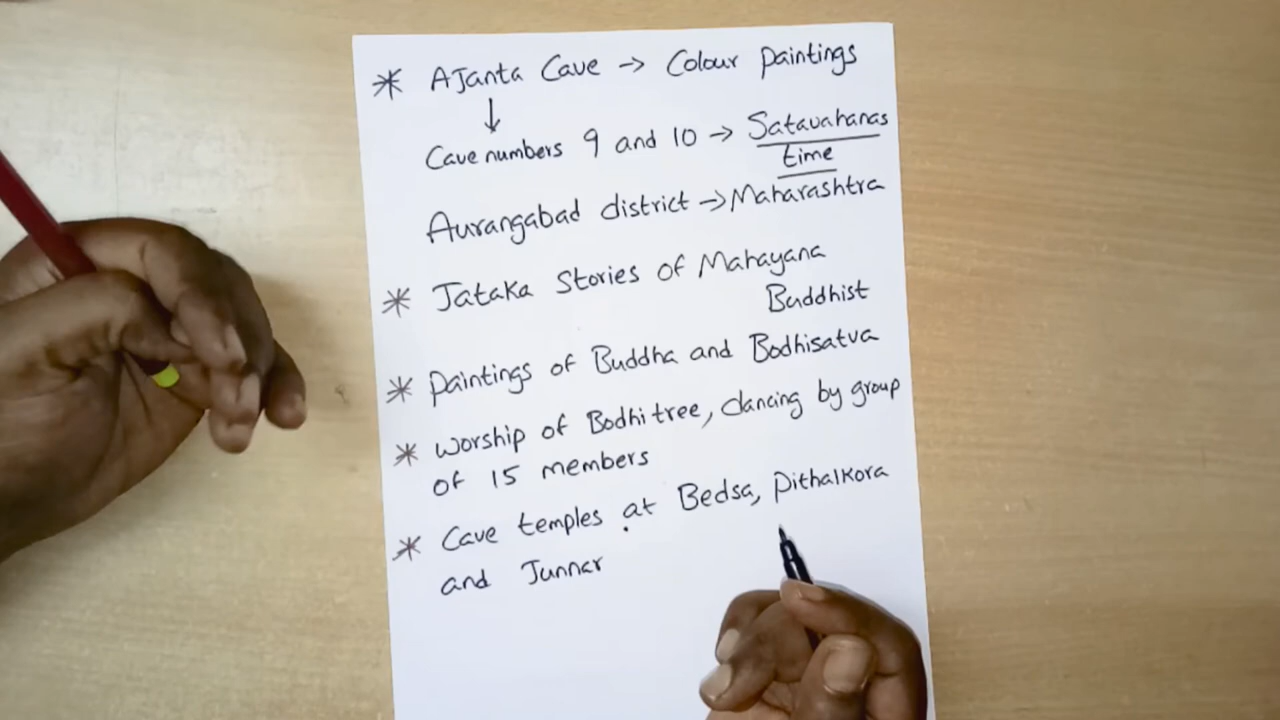 * Ajanta Cave → Colour Paintings
↓
Cave numbers 9 and 10 → Satavahanas
time
Aurangabad district → Maharashtra
* Jataka Stories of Mahayana
Buddhist
* Paintings of Buddha and Bodhisatva
* worship of Bodhi tree, dancing by group
of 15 members
* Cave temples at Bedsa, Pithalkora
and Junnar